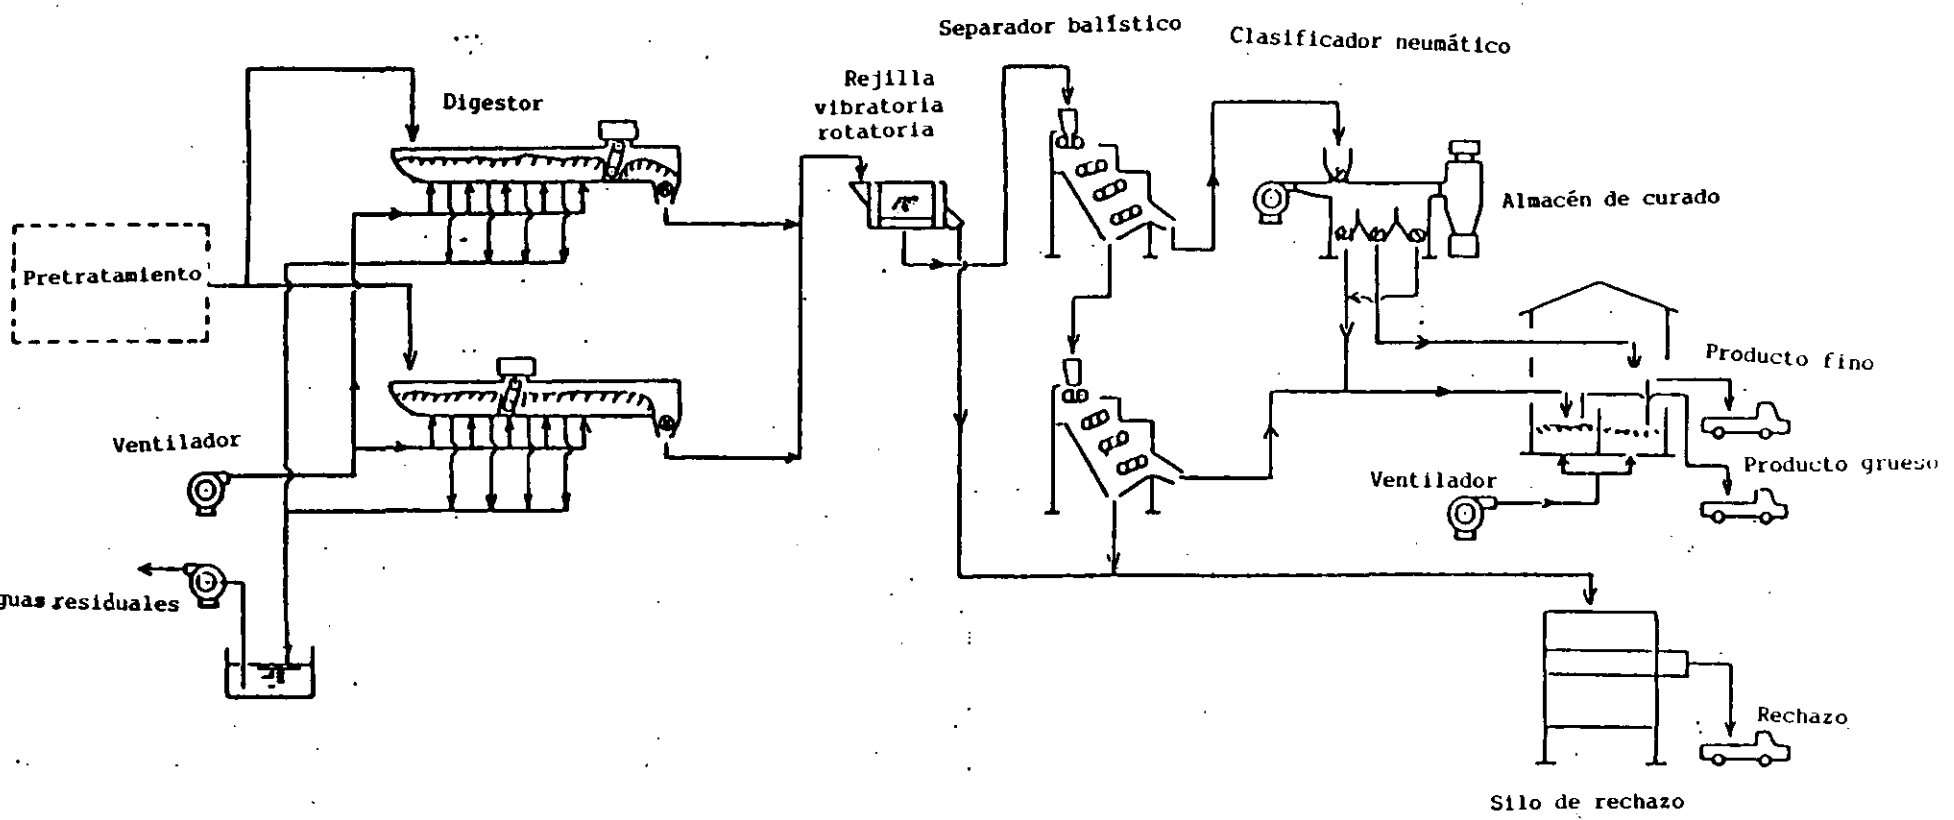 Separador balístico
Clasificador neumático
Rejilla
vibratoria
rotatoria
Digestor
Almacén de curado
Pretratamiento
Producto fino
Ventilador
Producto grueso
Ventilador
guas residuales
Rechazo
Silo de rechazo